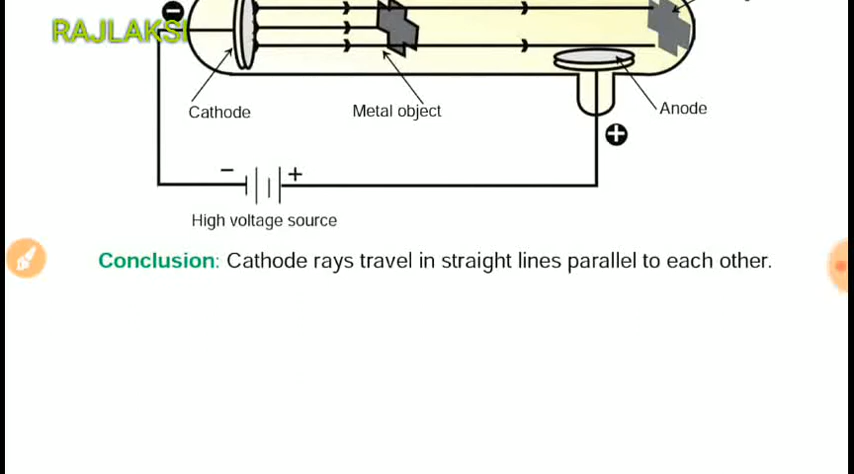 RAJLAKSI
Cathode
Metal object
Anode
− +
High voltage source
Conclusion: Cathode rays travel in straight lines parallel to each other.